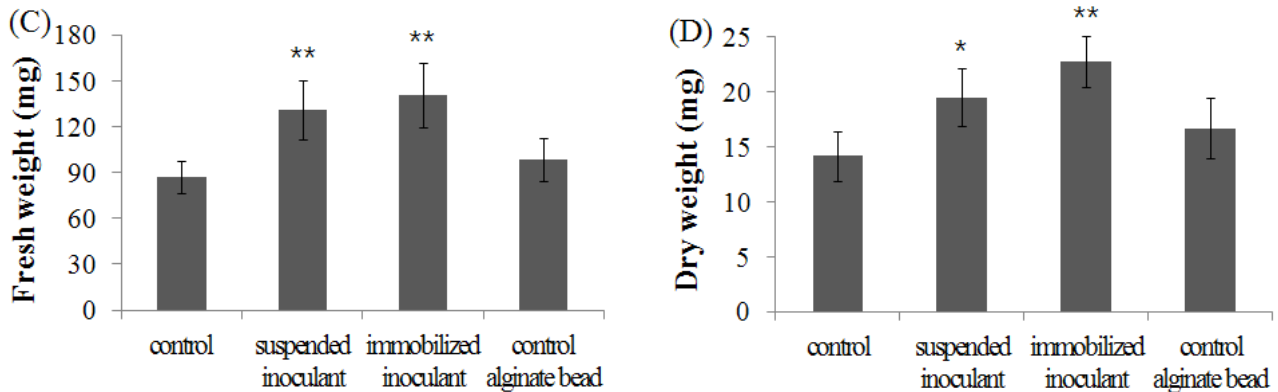 (C)
Fresh weight (mg)
180
150
120
90
60
30
0
**
**
control
suspended
inoculant
immobilized
inoculant
control
alginate bead
(D)
Dry weight (mg)
25
20
15
10
5
0
*
**
control
suspended
inoculant
immobilized
inoculant
control
alginate bead